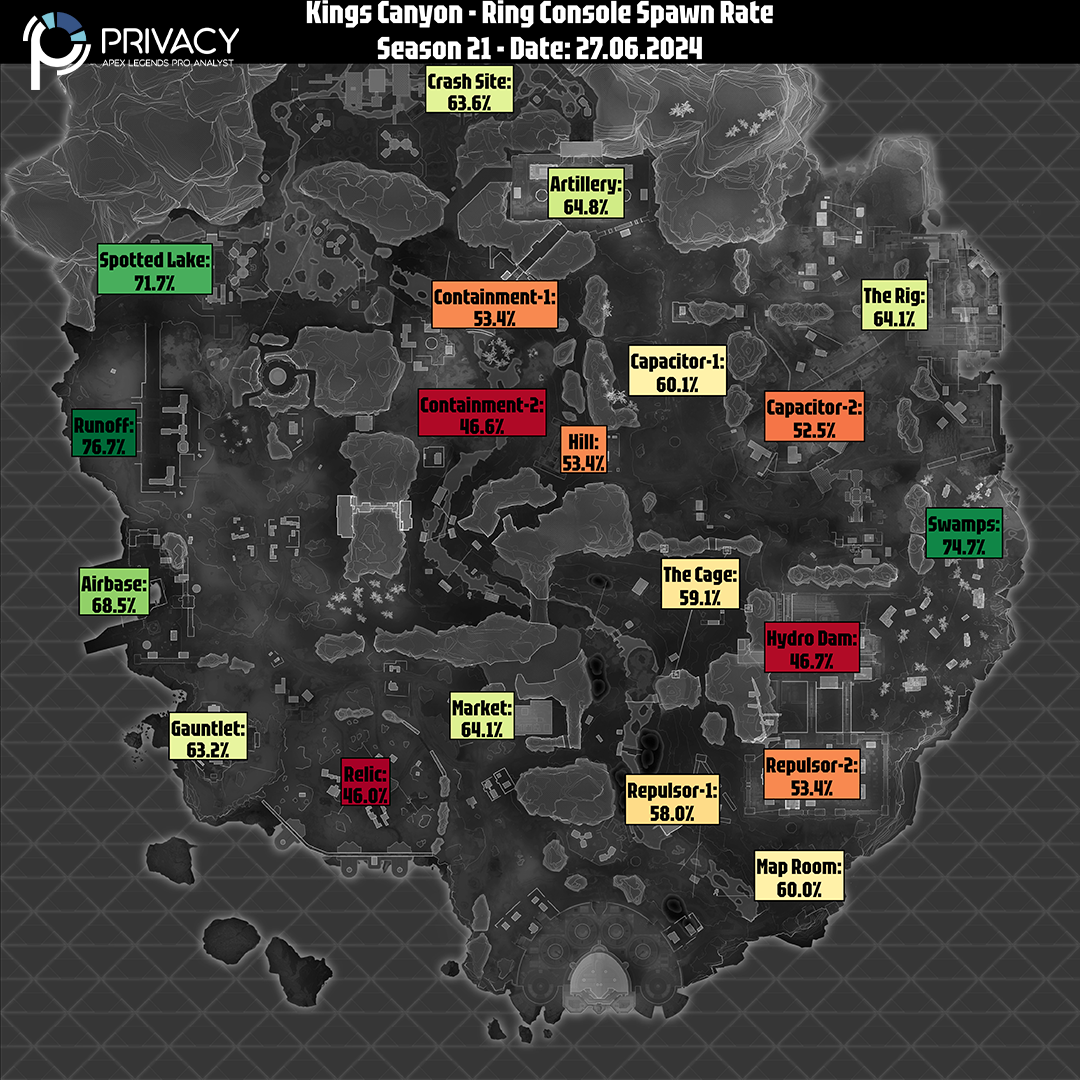 Kings Canyon - Ring Console Spawn Rate
Season 21 - Date: 27.06.2024
PRIVACY
APEX LEGENDS PRO ANALYST
Crash Site:
63.6%
Artillery:
64.8%
Spotted Lake:
71.7%
Containment-1:
53.4%
The Rig:
64.1%
Capacitor-1:
60.1%
Containment-2:
46.6%
Capacitor-2:
52.5%
Runoff:
76.7%
Hill:
53.4%
Swamps:
74.7%
The Cage:
59.1%
Airbase:
68.5%
Hydro Dam:
46.7%
Market:
64.1%
Gauntlet:
63.2%
Relic:
46.0%
Repulsor-2:
53.4%
Repulsor-1:
58.0%
Map Room:
60.0%